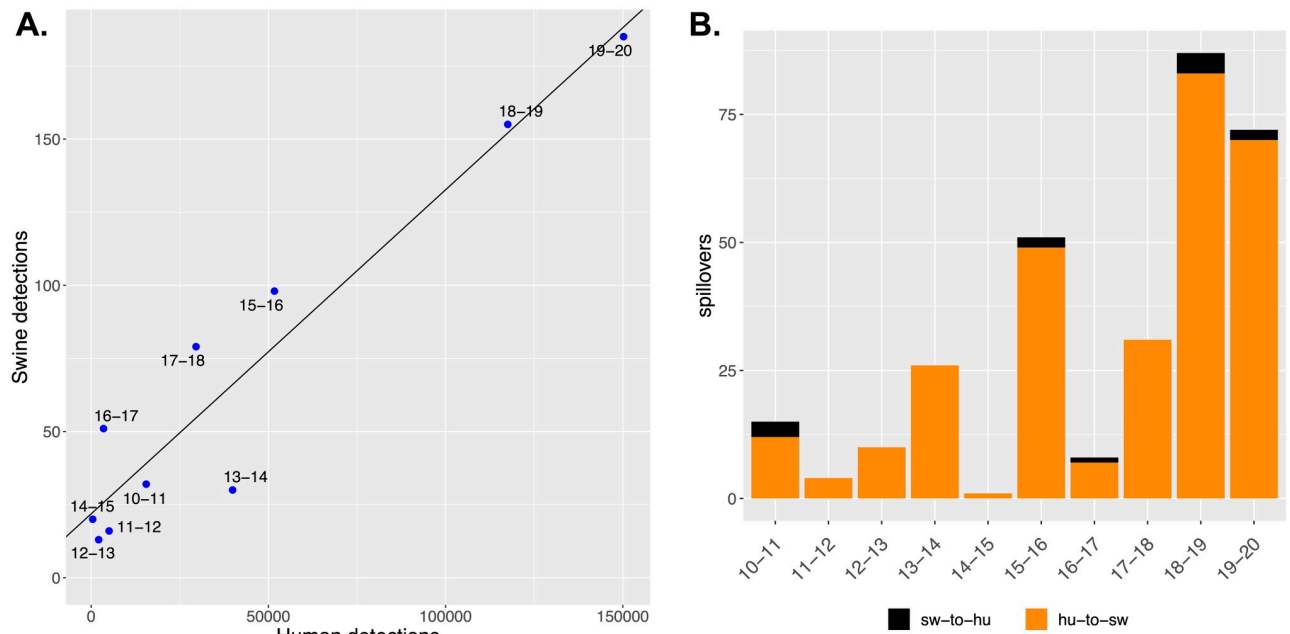 A.
Swine detections
150
100
50
0
19−20
18−19
15−16
17−18
16−17
13−14
10−11
14−15
11−12
12−13
0 50000 100000 150000
Human detections
B.
spillovers
75
50
25
0
10−11 11−12 12−13 13−14 14−15 15−16 16−17 17−18 18−19 19−20
sw−to−hu hu−to−sw